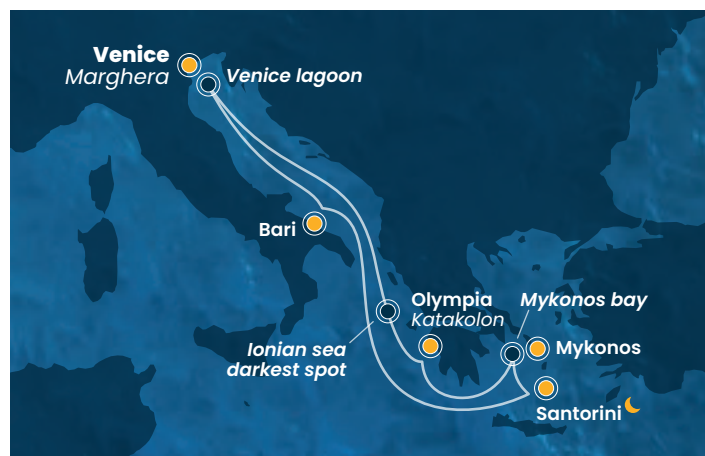 Venice
Marghera
Venice lagoon
Bari
Olympia
Katakolon
Mykonos bay
Ionian sea
darkest spot
Mykonos
Santorini